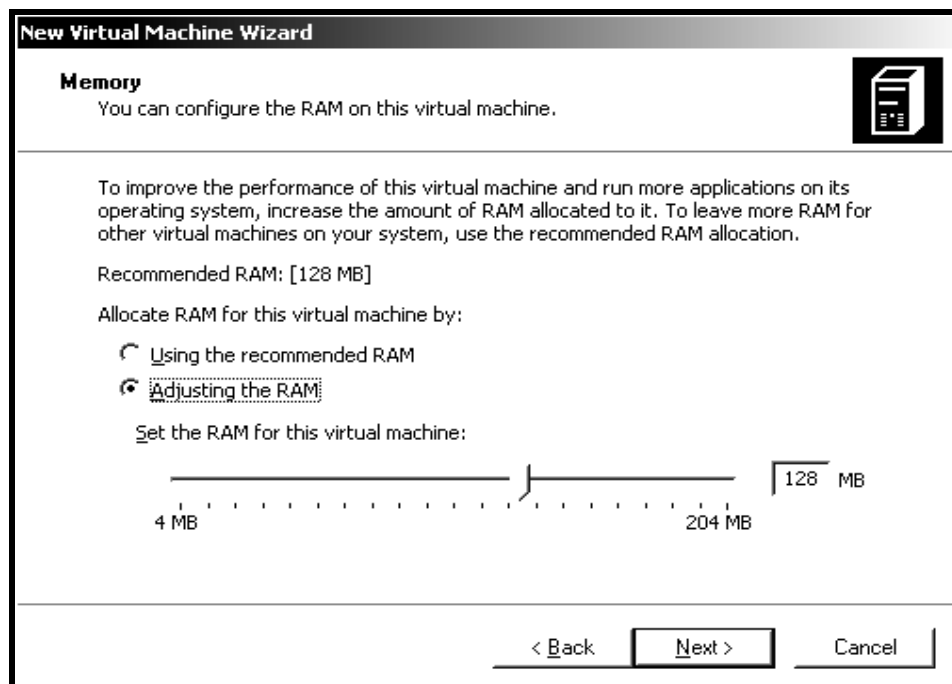 New Virtual Machine Wizard
Memory
You can configure the RAM on this virtual machine.
To improve the performance of this virtual machine and run more applications on its
operating system, increase the amount of RAM allocated to it. To leave more RAM for
other virtual machines on your system, use the recommended RAM allocation.
Recommended RAM: [128 MB]
Allocate RAM for this virtual machine by:
Using the recommended RAM
Adjusting the RAM
Set the RAM for this virtual machine:
128 MB
4 MB 204 MB
< Back Next > Cancel